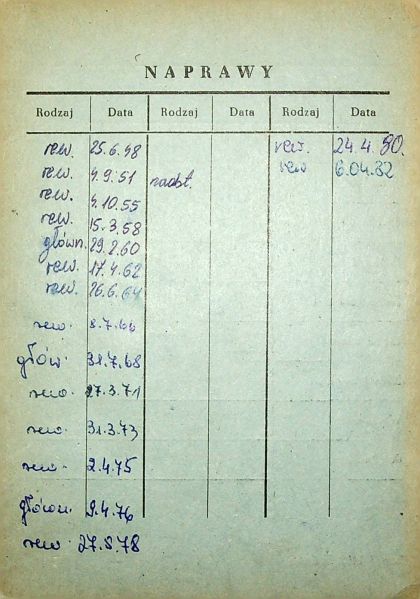 NAPRAWY
Rodzaj Data Rodzaj Data Rodzaj Data
rew. 25.6.48 rew. 24.4.80.
rew. 4.9.51 nadbt. rew 6.04.82
rew. 4.10.55
rew. 15.3.58
główn. 29.2.60
rew. 17.4.62
rew. 26.6.64
rew. 8.7.66
głów. 31.7.68
rew. 27.3.71
rew. 31.3.73
rew. 2.4.75
główn. 9.4.76
rew. 27.9.78